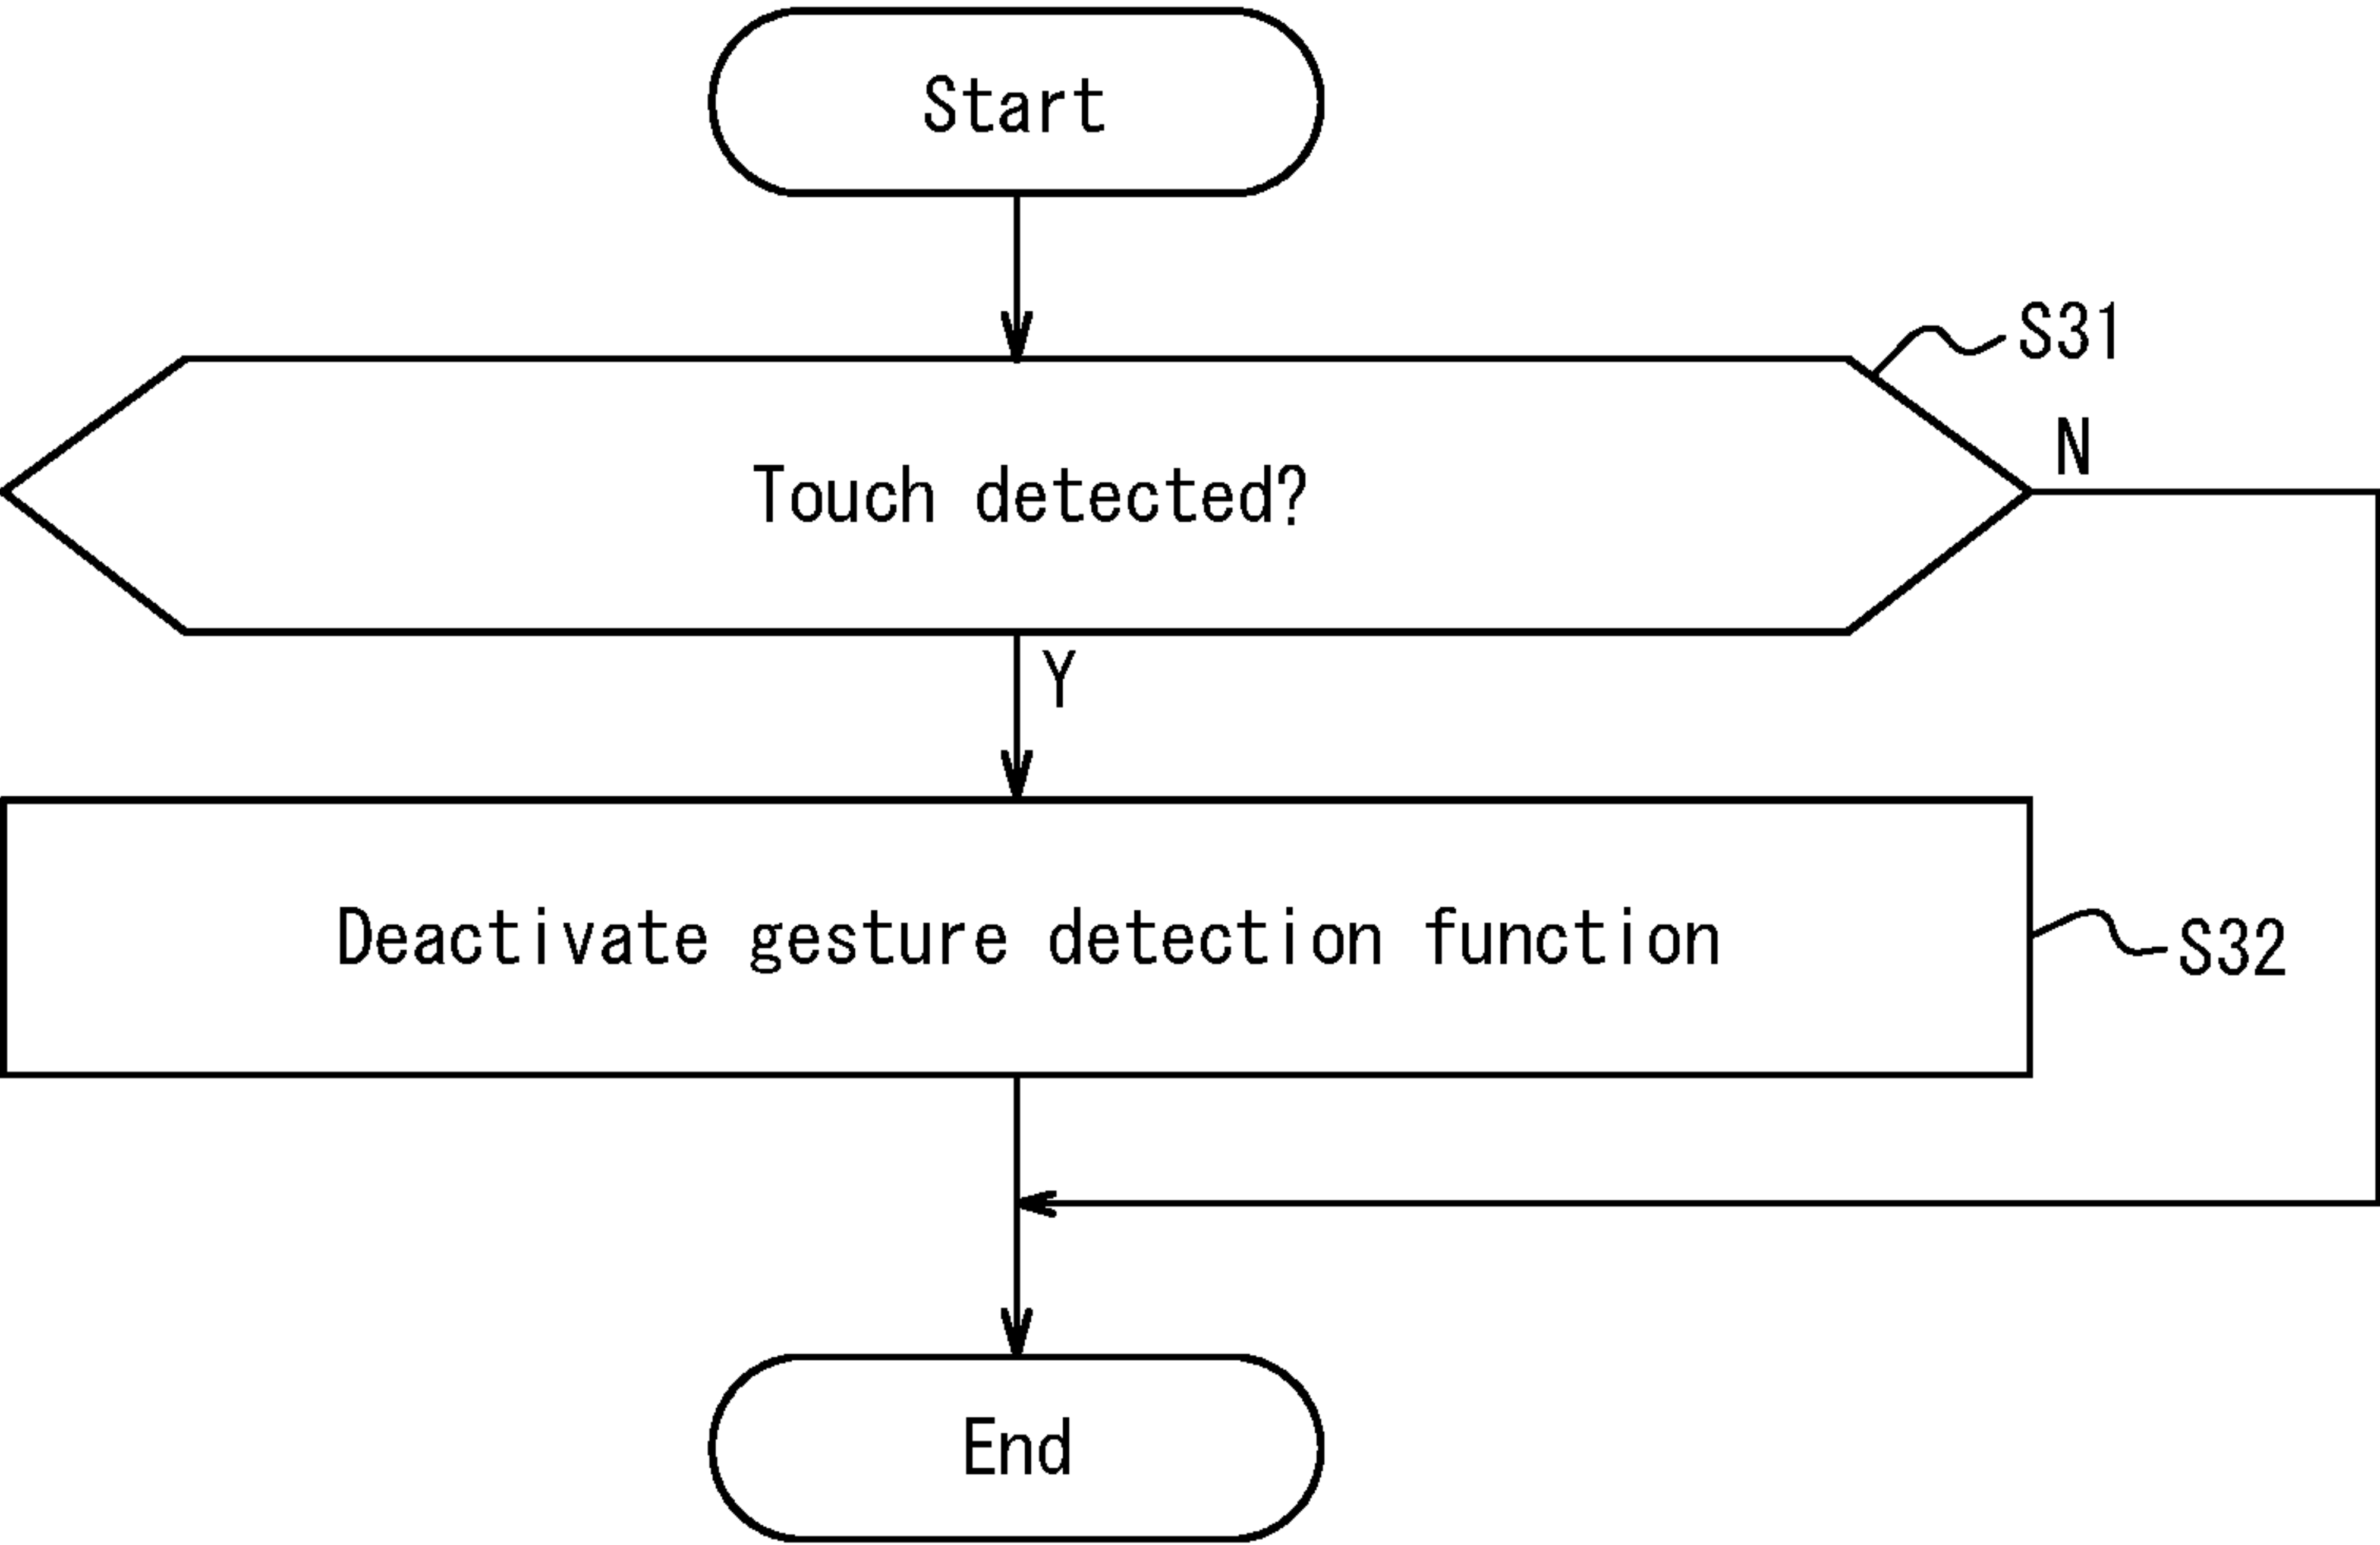 Start
S31
N
Touch detected?
Y
Deactivate gesture detection function
S32
End